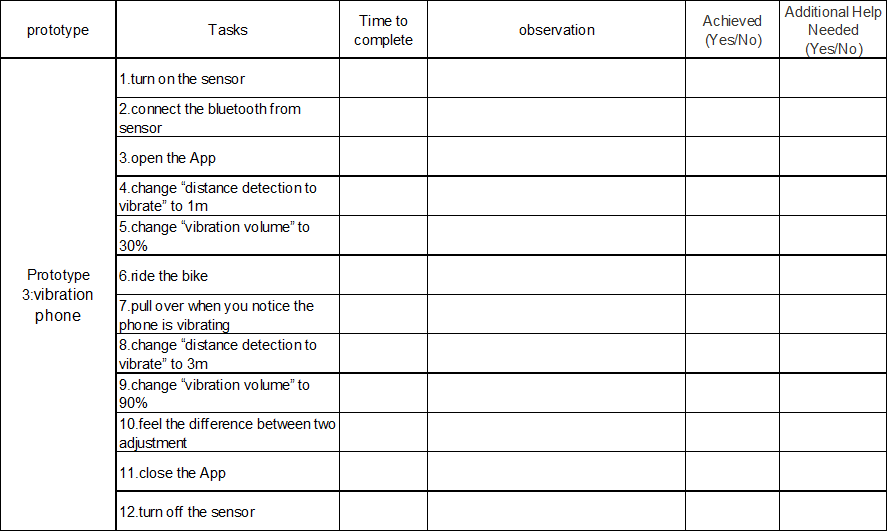 prototype
Tasks
Time to
complete
observation
Achieved
(Yes/No)
Additional Help
Needed
(Yes/No)
Prototype
3:vibration
phone
1.turn on the sensor
2.connect the bluetooth from
sensor
3.open the App
4.change “distance detection to
vibrate” to 1m
5.change “vibration volume” to
30%
6.ride the bike
7.pull over when you notice the
phone is vibrating
8.change “distance detection to
vibrate” to 3m
9.change “vibration volume” to
90%
10.feel the difference between two
adjustment
11.close the App
12.turn off the sensor